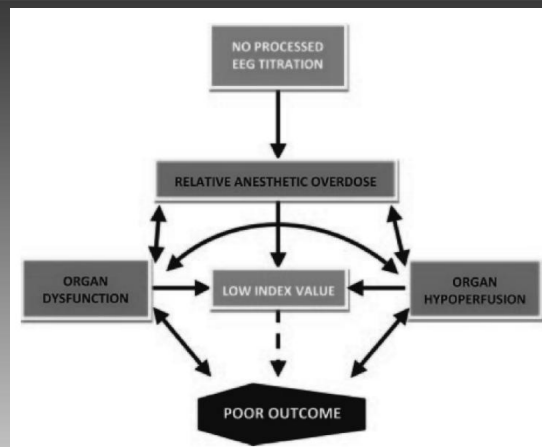 NO PROCESSED
EEG TITRATION
RELATIVE ANESTHETIC OVERDOSE
ORGAN
DYSFUNCTION
LOW INDEX VALUE
ORGAN
HYPOPERFUSION
POOR OUTCOME